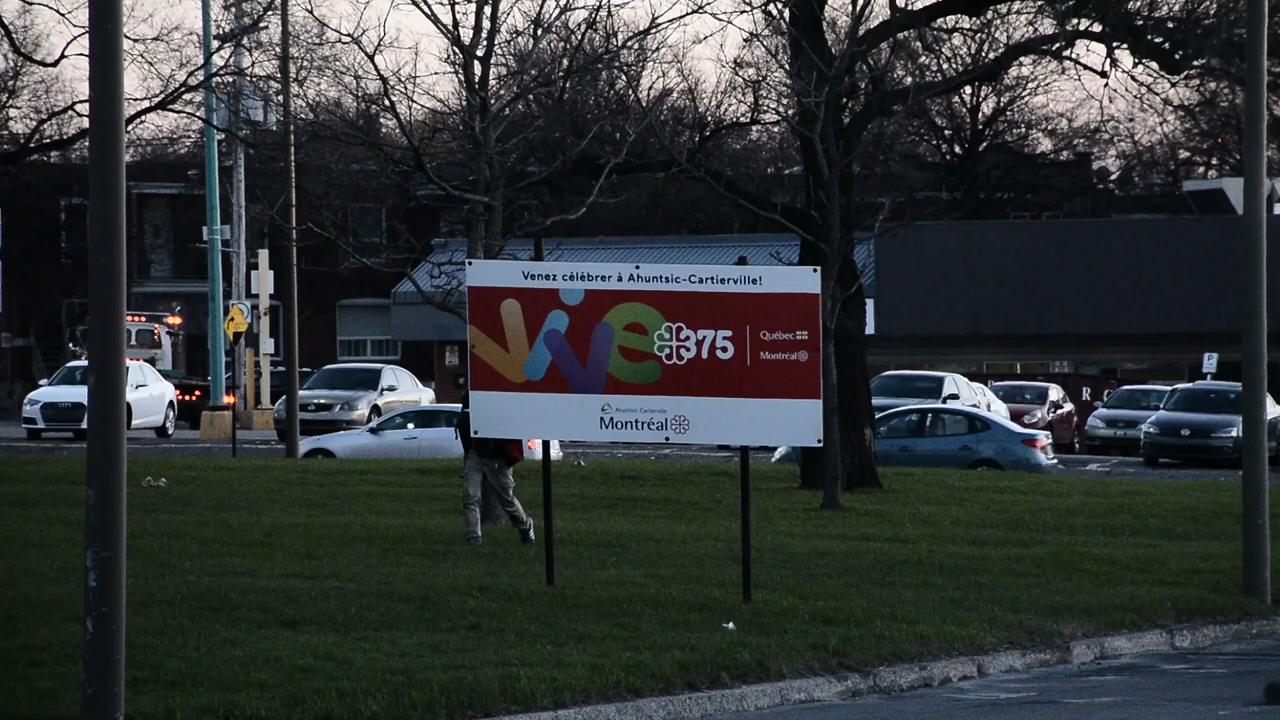 Venez célébrer à Ahuntsic-Cartierville!
vive 375
Québec
Montréal
Ahuntsic-Cartierville
Montréal
P
R